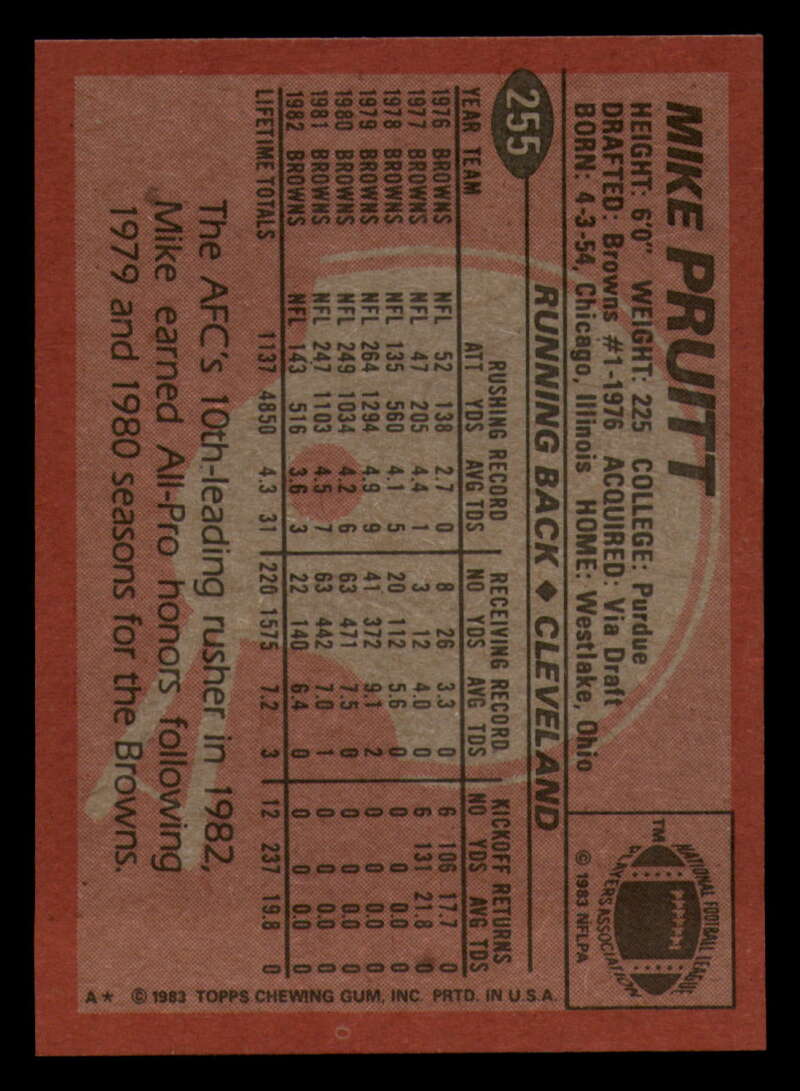 MIKE PRUITT
HEIGHT: 6'0" WEIGHT: 225 COLLEGE: Purdue
DRAFTED: Browns #1-1976 ACQUIRED: Via Draft
BORN: 4-3-54, Chicago, Illinois HOME: Westlake, Ohio
NATIONAL FOOTBALL LEAGUE
PLAYERS ASSOCIATION
TM
© 1983 NFLPA
255
RUNNING BACK ♦ CLEVELAND
RUSHING RECORD RECEIVING RECORD KICKOFF RETURNS
YEAR TEAM ATT YDS AVG TDS NO YDS AVG TDS NO YDS AVG TDS
1976 BROWNS NFL 52 138 2.7 0 8 26 3.3 0 6 106 17.7 0
1977 BROWNS NFL 47 205 4.4 1 3 12 4.0 0 6 131 21.8 0
1978 BROWNS NFL 135 560 4.1 5 20 112 5.6 0 0 0 0.0 0
1979 BROWNS NFL 264 1294 4.9 9 41 372 9.1 2 0 0 0.0 0
1980 BROWNS NFL 249 1034 4.2 6 63 471 7.5 0 0 0 0.0 0
1981 BROWNS NFL 247 1103 4.5 7 63 442 7.0 1 0 0 0.0 0
1982 BROWNS NFL 143 516 3.6 3 22 140 6.4 0 0 0 0.0 0
LIFETIME TOTALS 1137 4850 4.3 31 220 1575 7.2 3 12 237 19.8 0
The AFC's 10th-leading rusher in 1982,
Mike earned All-Pro honors following
1979 and 1980 seasons for the Browns.
A* © 1983 TOPPS CHEWING GUM, INC. PRTD. IN U.S.A.